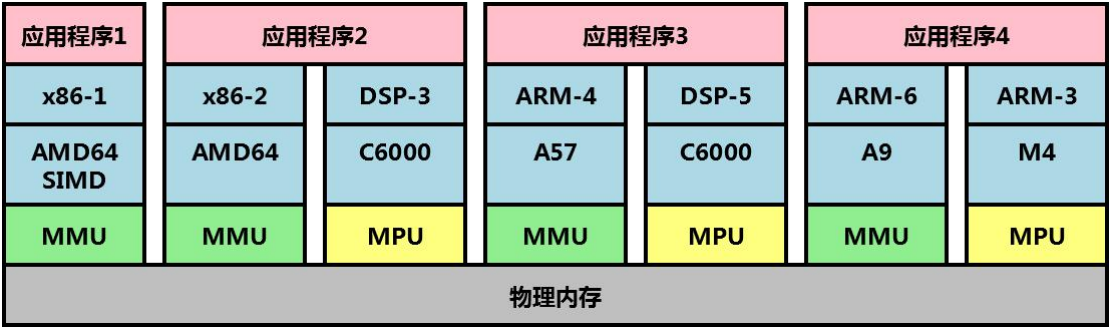 应用程序1 应用程序2 应用程序3 应用程序4
x86-1 x86-2 DSP-3 ARM-4 DSP-5 ARM-6 ARM-3
AMD64 SIMD AMD64 C6000 A57 C6000 A9 M4
MMU MMU MPU MMU MPU MMU MPU
物理内存